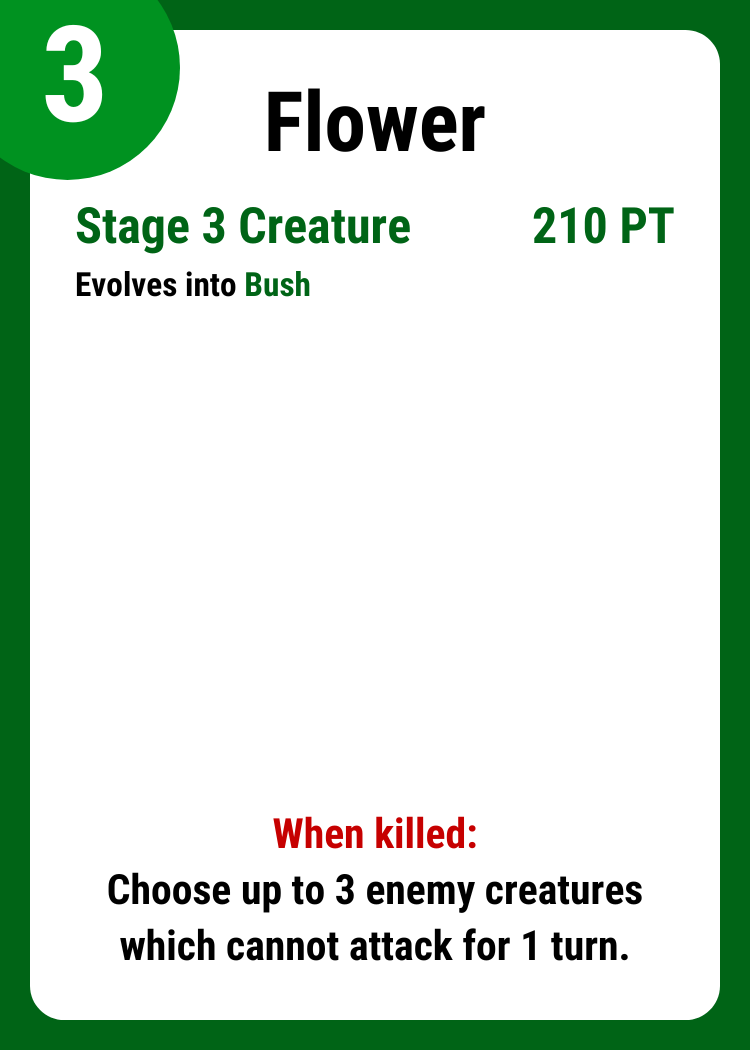 3
Flower
Stage 3 Creature 210 PT
Evolves into Bush
When killed:
Choose up to 3 enemy creatures
which cannot attack for 1 turn.